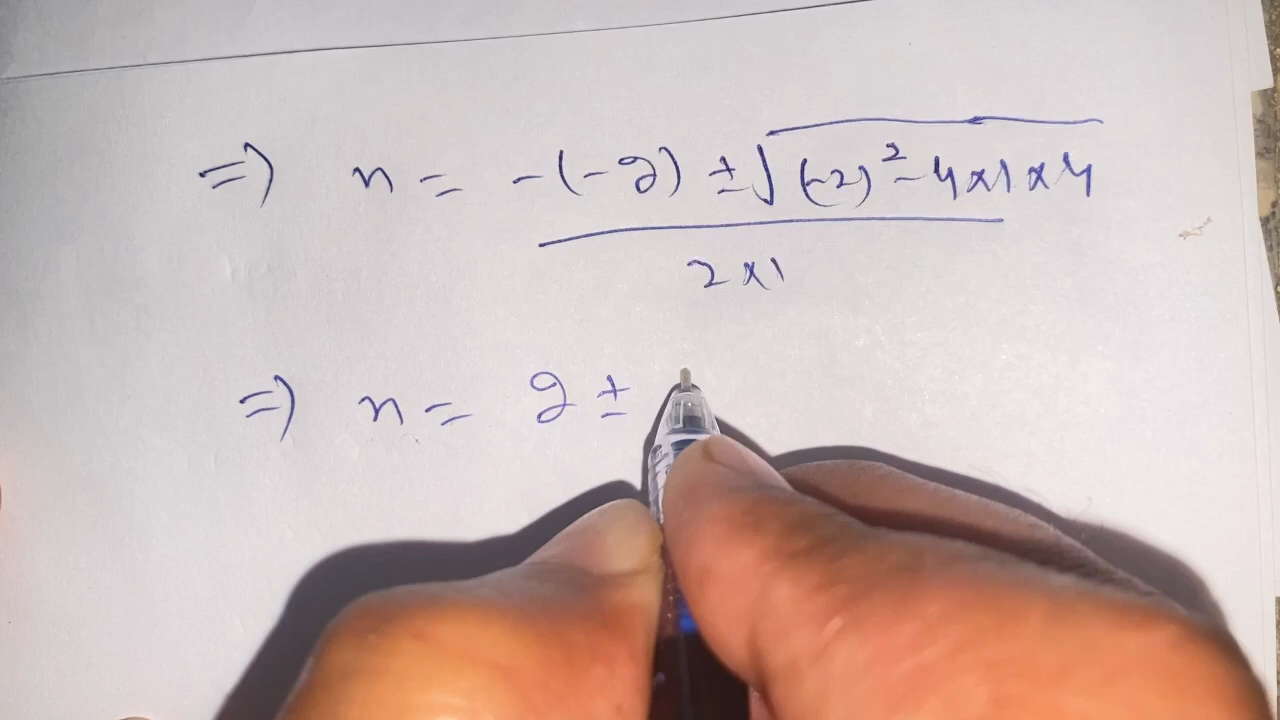 ⇒ n = -(-2) ± √(-2)² - 4×1×4
2×1
⇒ n = 2 ±